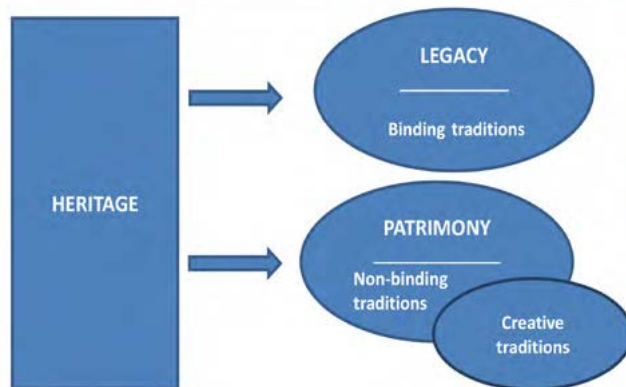 HERITAGE
LEGACY
Binding traditions
PATRIMONY
Non-binding
traditions
Creative
traditions